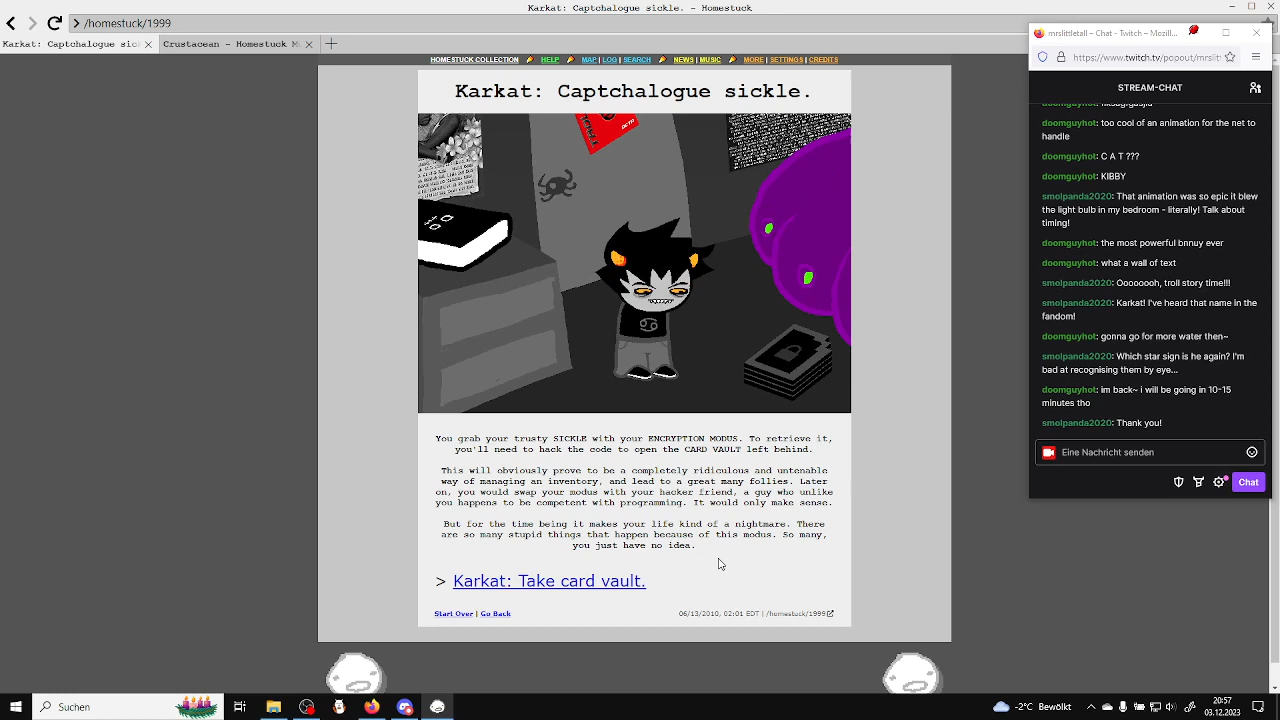 Karkat: Captchalogue sickle. - Homestuck
/homestuck/1999
Karkat: Captchalogue sic
Crustacean - Homestuck M
HOMESTUCK COLLECTION HELP MAP | LOG | SEARCH NEWS | MUSIC MORE | SETTINGS | CREDITS
Karkat: Captchalogue sickle.
You grab your trusty SICKLE with your ENCRYPTION MODUS. To retrieve it,
you'll need to hack the code to open the CARD VAULT left behind.
This will obviously prove to be a completely ridiculous and untenable
way of managing an inventory, and lead to a great many follies. Later
on, you would swap your modus with your hacker friend, a guy who unlike
you happens to be competent with programming. It would only make sense.
But for the time being it makes your life kind of a nightmare. There
are so many stupid things that happen because of this modus. So many,
you just have no idea.
> Karkat: Take card vault.
Start Over | Go Back
06/13/2010, 02:01 EDT | /homestuck/1999
mrslittletall – Chat - Twitch — Mozill...
https://www.twitch.tv/popout/mrslit
STREAM-CHAT
doomguyhot: too cool of an animation for the net to
handle
doomguyhot: C A T ???
doomguyhot: KIBBY
smolpanda2020: That animation was so epic it blew
the light bulb in my bedroom - literally! Talk about
timing!
doomguyhot: the most powerful bnnuy ever
doomguyhot: what a wall of text
smolpanda2020: Ooooooooh, troll story time!!!
smolpanda2020: Karkat! I've heard that name in the
fandom!
doomguyhot: gonna go for more water then~
smolpanda2020: Which star sign is he again? I'm
bad at recognising them by eye...
doomguyhot: im back~ i will be going in 10-15
minutes tho
smolpanda2020: Thank you!
Eine Nachricht senden
Chat
Suchen
-2°C Bewölkt
20:57
03.12.2023